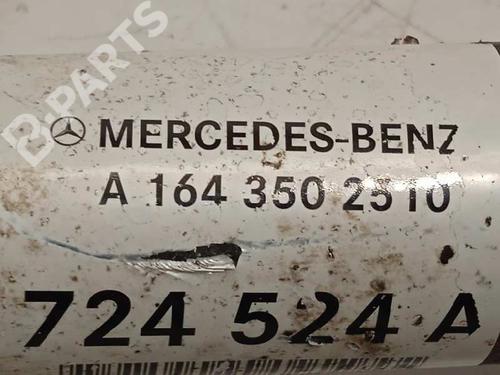 B-PARTS
MERCEDES-BENZ
A 164 350 2510
724 524 A